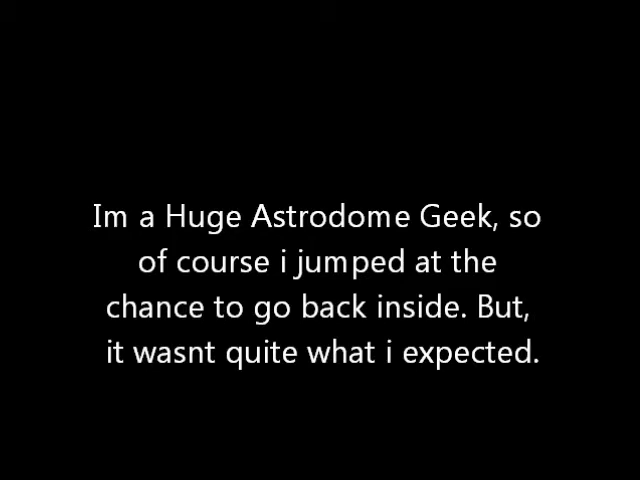 Im a Huge Astrodome Geek, so
of course i jumped at the
chance to go back inside. But,
it wasnt quite what i expected.